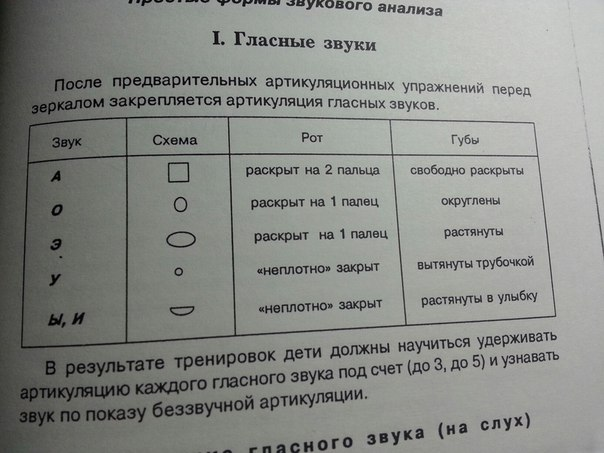 Простые формы звукового анализа
I. Гласные звуки
После предварительных артикуляционных упражнений перед
зеркалом закрепляется артикуляция гласных звуков.
Звук Схема Рот Губы
А раскрыт на 2 пальца свободно раскрыты
О раскрыт на 1 палец округлены
Э раскрыт на 1 палец растянуты
У «неплотно» закрыт вытянуты трубочкой
Ы, И «неплотно» закрыт растянуты в улыбку
В результате тренировок дети должны научиться удерживать
артикуляцию каждого гласного звука под счет (до 3, до 5) и узнавать
звук по показу беззвучной артикуляции.
гласного звука (на слух)